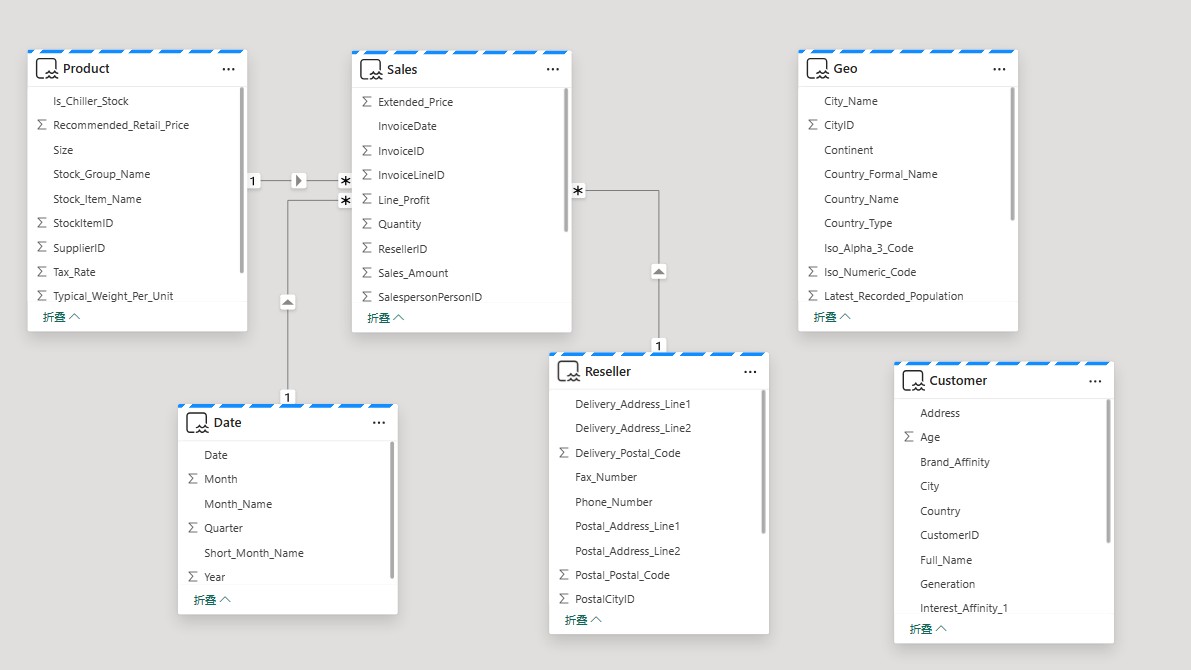 Product
Is_Chiller_Stock
Recommended_Retail_Price
Size
Stock_Group_Name
Stock_Item_Name
StockItemID
SupplierID
Tax_Rate
Typical_Weight_Per_Unit
折叠
1
*
*
Sales
Extended_Price
InvoiceDate
InvoiceID
InvoiceLineID
Line_Profit
Quantity
ResellerID
Sales_Amount
SalespersonPersonID
折叠
*
1
Geo
City_Name
CityID
Continent
Country_Formal_Name
Country_Name
Country_Type
Iso_Alpha_3_Code
Iso_Numeric_Code
Latest_Recorded_Population
折叠
1
Date
Date
Month
Month_Name
Quarter
Short_Month_Name
Year
折叠
Reseller
Delivery_Address_Line1
Delivery_Address_Line2
Delivery_Postal_Code
Fax_Number
Phone_Number
Postal_Address_Line1
Postal_Address_Line2
Postal_Postal_Code
PostalCityID
折叠
Customer
Address
Age
Brand_Affinity
City
Country
CustomerID
Full_Name
Generation
Interest_Affinity_1
折叠